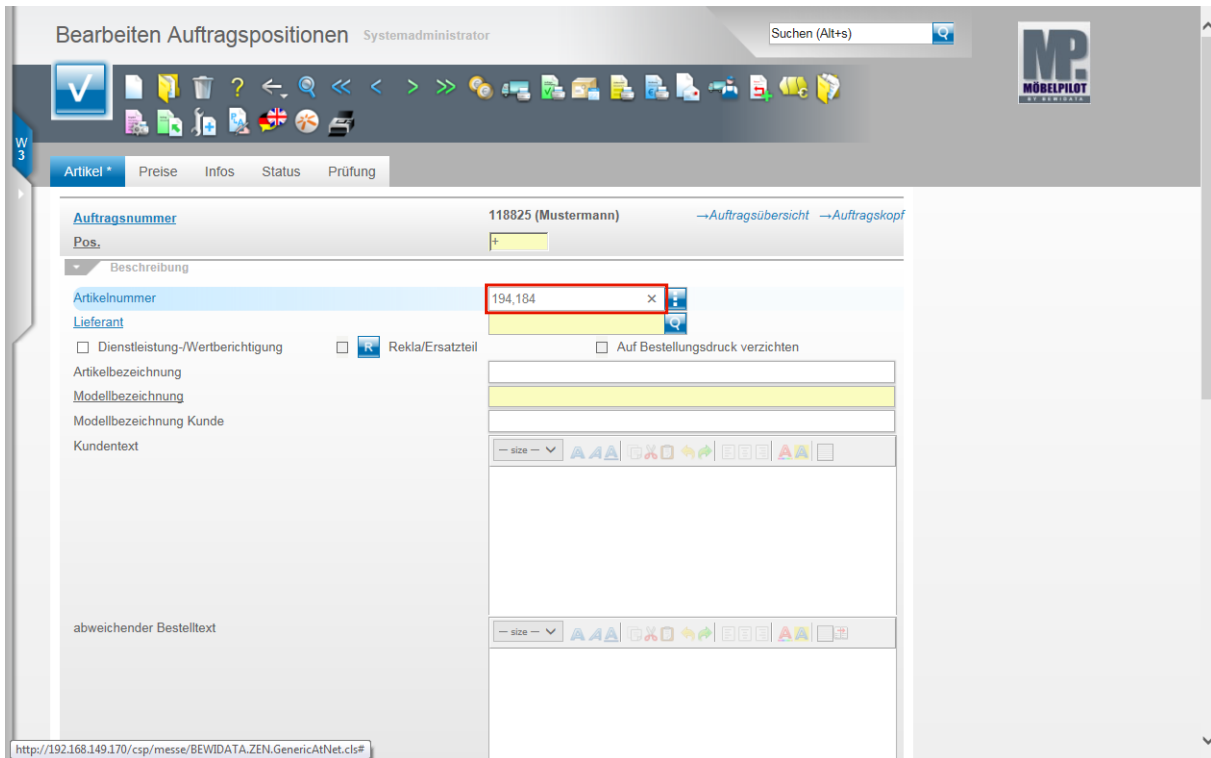 Bearbeiten Auftragspositionen Systemadministrator
Suchen (Alt+s)
MP.
MÖBELPILOT
BY BEWIDATA
W
3
Artikel * Preise Infos Status Prüfung
Auftragsnummer 118825 (Mustermann) →Auftragsübersicht →Auftragskopf
Pos. +
Beschreibung
Artikelnummer 194,184
Lieferant
Dienstleistung-/Wertberichtigung R Rekla/Ersatzteil Auf Bestellungsdruck verzichten
Artikelbezeichnung
Modellbezeichnung
Modellbezeichnung Kunde
Kundentext — size —
abweichender Bestelltext — size —
http://192.168.149.170/csp/messe/BEWIDATA.ZEN.GenericAtNet.cls#